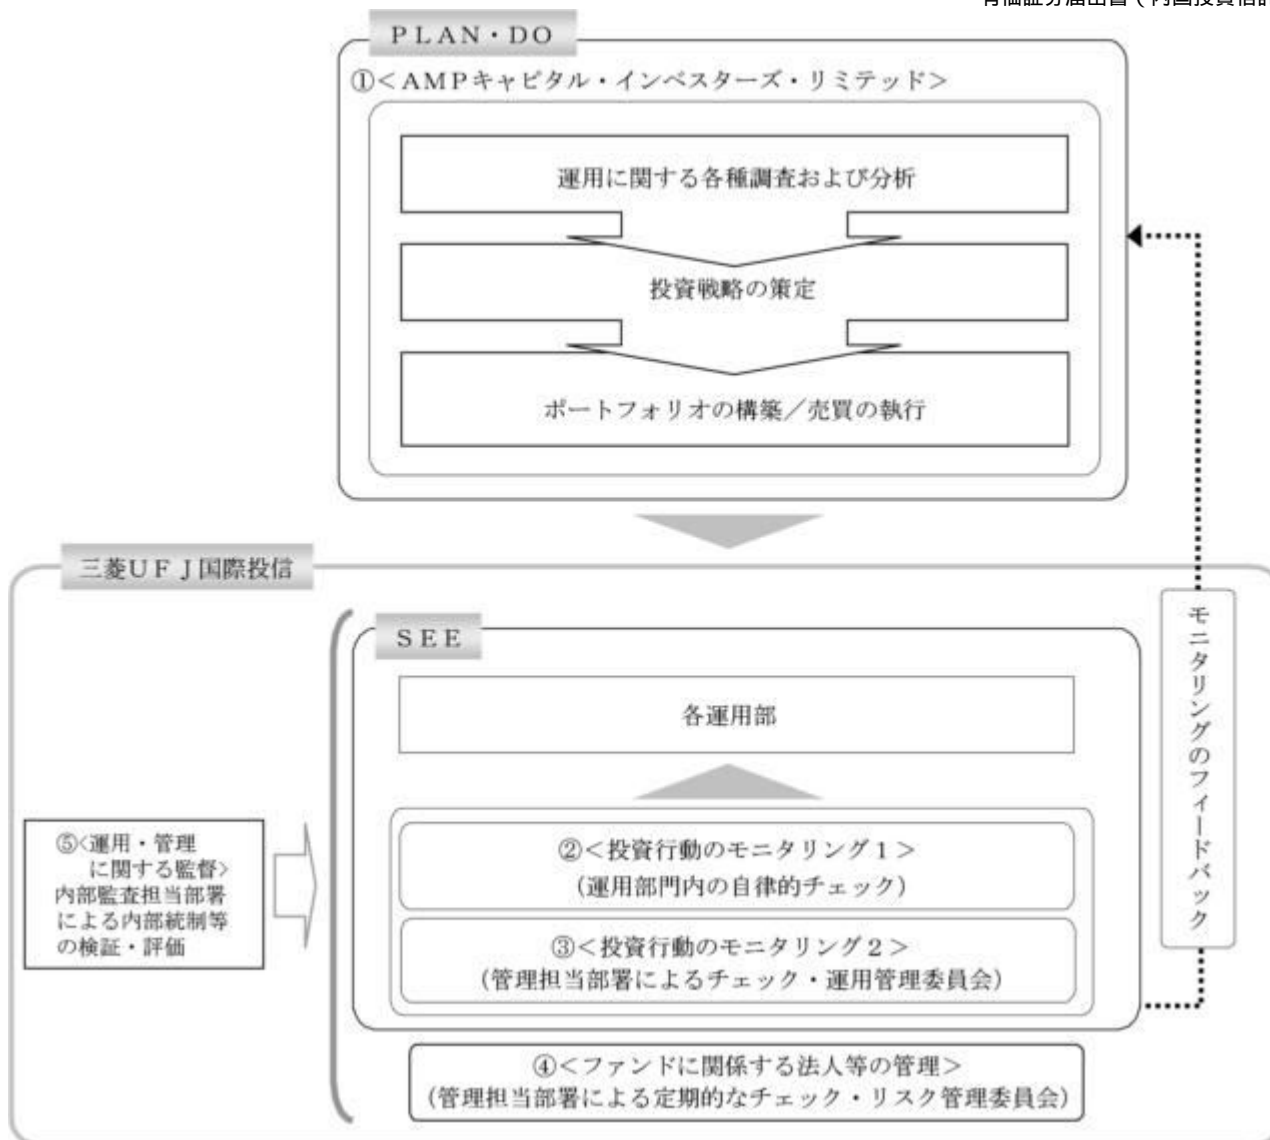 PLAN・DO
①＜AMPキャピタル・インベスターズ・リミテッド＞
運用に関する各種調査および分析
投資戦略の策定
ポートフォリオの構築／売買の執行
三菱UFJ国際投信
SEE
各運用部
②＜投資行動のモニタリング１＞
（運用部門内の自律的チェック）
③＜投資行動のモニタリング２＞
（管理担当部署によるチェック・運用管理委員会）
④＜ファンドに関係する法人等の管理＞
（管理担当部署による定期的なチェック・リスク管理委員会）
⑤＜運用・管理
に関する監督＞
内部監査担当部署
による内部統制等
の検証・評価
モニタリングのフィードバック